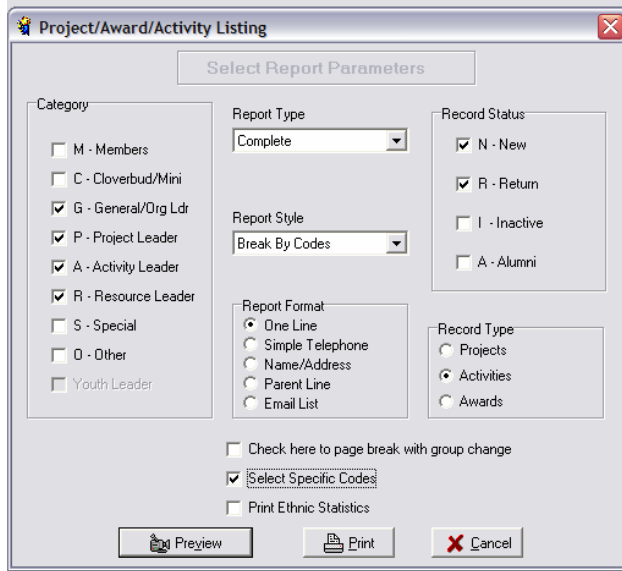 Project/Award/Activity Listing
Select Report Parameters
Category
M - Members
C - Cloverbud/Mini
G - General/Org Ldr
P - Project Leader
A - Activity Leader
R - Resource Leader
S - Special
O - Other
Youth Leader
Report Type
Complete
Report Style
Break By Codes
Report Format
One Line
Simple Telephone
Name/Address
Parent Line
Email List
Record Status
N - New
R - Return
I - Inactive
A - Alumni
Record Type
Projects
Activities
Awards
Check here to page break with group change
Select Specific Codes
Print Ethnic Statistics
Preview
Print
Cancel